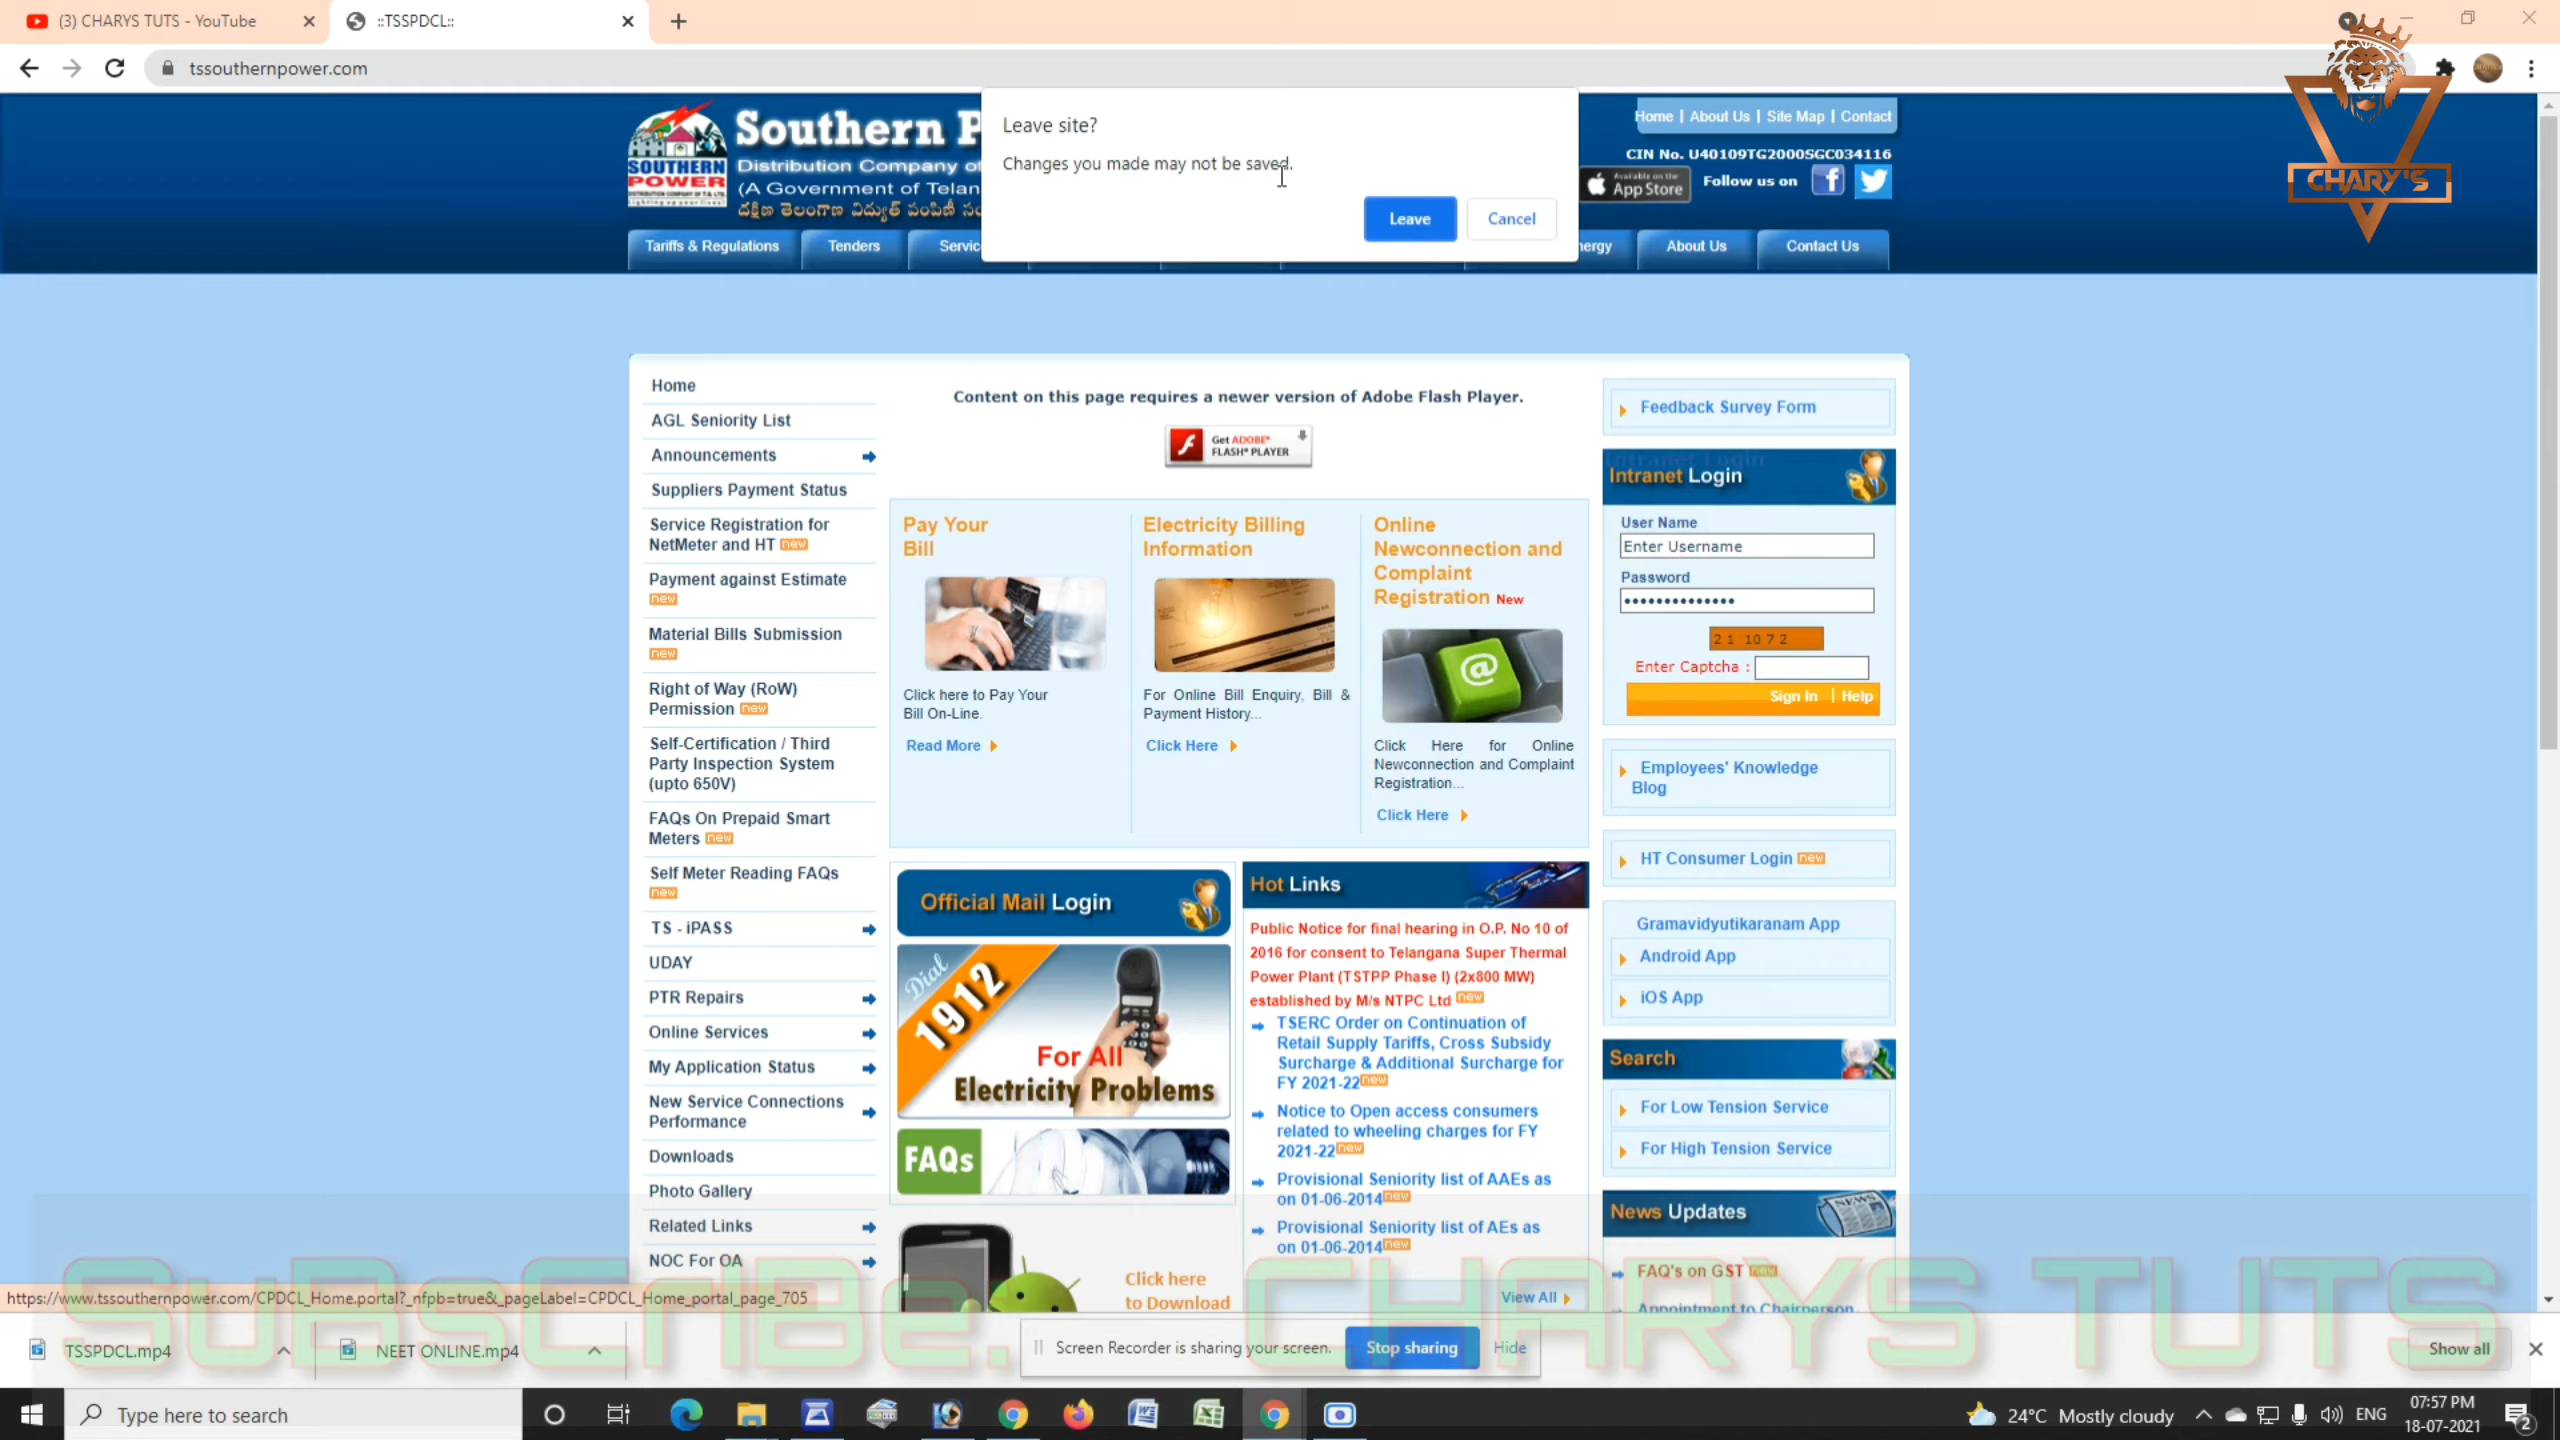 (3) CHARYS TUTS - YouTube
::TSSPDCL::
tssouthernpower.com
SOUTHERN
POWER
Southern P
Distribution Company of
(A Government of Telan
దక్షిణ తెలంగాణ విద్యుత్ పంపిణీ సం
Leave site?
Changes you made may not be saved.
Leave
Cancel
Home | About Us | Site Map | Contact
CIN No. U40109TG2000SGC034116
Available on the
App Store
Follow us on
CHARY'S
Tariffs & Regulations
Tenders
Servic
nergy
About Us
Contact Us
Home
AGL Seniority List
Announcements
Suppliers Payment Status
Service Registration for
NetMeter and HT new
Payment against Estimate
new
Material Bills Submission
new
Right of Way (RoW)
Permission new
Self-Certification / Third
Party Inspection System
(upto 650V)
FAQs On Prepaid Smart
Meters new
Self Meter Reading FAQs
new
TS - iPASS
UDAY
PTR Repairs
Online Services
My Application Status
New Service Connections
Performance
Downloads
Photo Gallery
Related Links
NOC For OA
Content on this page requires a newer version of Adobe Flash Player.
Get ADOBE®
FLASH® PLAYER
Pay Your
Bill
Click here to Pay Your
Bill On-Line.
Read More
Electricity Billing
Information
For Online Bill Enquiry, Bill &
Payment History...
Click Here
Online
Newconnection and
Complaint
Registration New
@
Click Here for Online
Newconnection and Complaint
Registration...
Click Here
Official Mail Login
Dial
1912
For All
Electricity Problems
FAQs
Click here
to Download
Hot Links
Public Notice for final hearing in O.P. No 10 of
2016 for consent to Telangana Super Thermal
Power Plant (TSTPP Phase I) (2x800 MW)
established by M/s NTPC Ltd new
TSERC Order on Continuation of
Retail Supply Tariffs, Cross Subsidy
Surcharge & Additional Surcharge for
FY 2021-22 new
Notice to Open access consumers
related to wheeling charges for FY
2021-22 new
Provisional Seniority list of AAEs as
on 01-06-2014 new
Provisional Seniority list of AEs as
on 01-06-2014 new
View All
Feedback Survey Form
Intranet Login
User Name
Enter Username
Password
2 1 10 7 2
Enter Captcha :
Sign In | Help
Employees' Knowledge
Blog
HT Consumer Login new
Gramavidyutikaranam App
Android App
iOS App
Search
For Low Tension Service
For High Tension Service
NEWS
News Updates
FAQ's on GST new
Appointment to Chairperson
https://www.tssouthernpower.com/CPDCL_Home.portal?_nfpb=true&_pageLabel=CPDCL_Home_portal_page_705
SuBsCrIBe. CHARYS TUTS
TSSPDCL.mp4
NEET ONLINE.mp4
Screen Recorder is sharing your screen.
Stop sharing
Hide
Show all
Type here to search
24°C Mostly cloudy
ENG
07:57 PM
18-07-2021
2